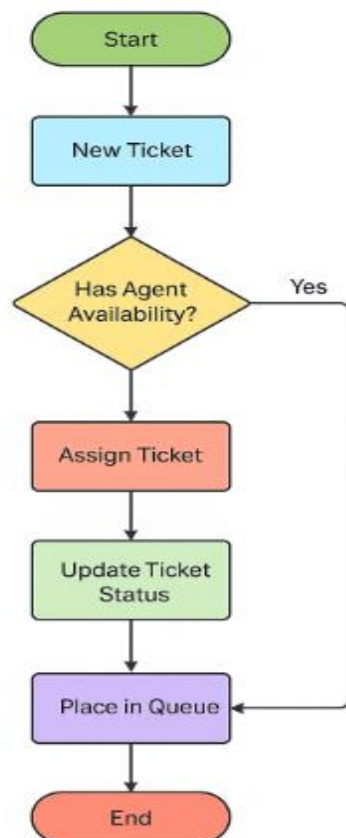 Start
New Ticket
Has Agent
Availability?
Yes
Assign Ticket
Update Ticket
Status
Place in Queue
End